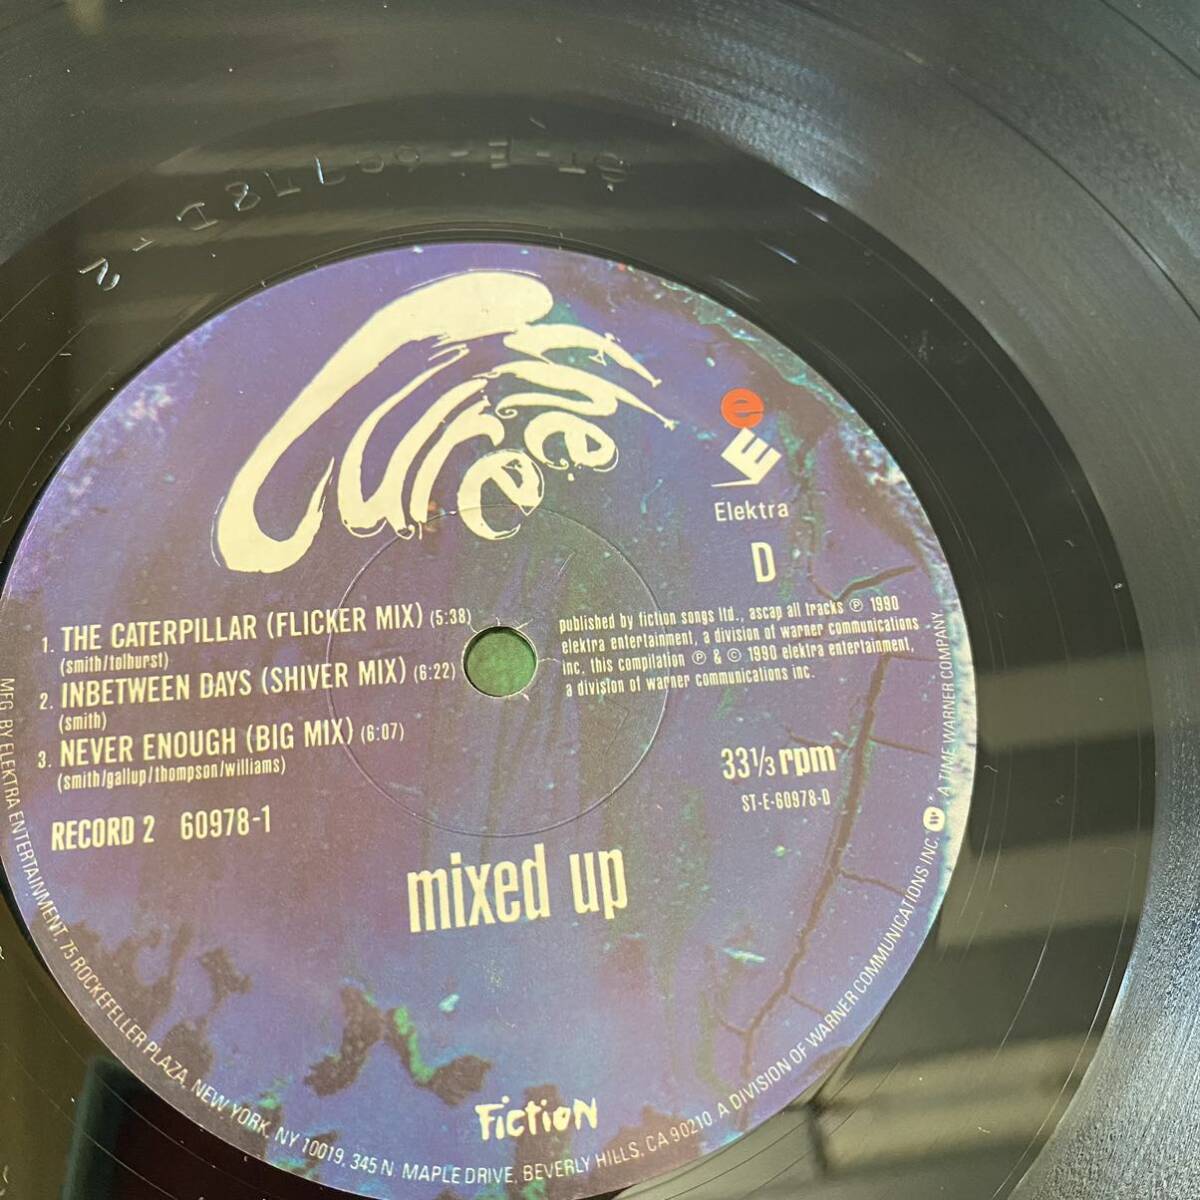 the Cure
e
E
Elektra
D
1. THE CATERPILLAR (FLICKER MIX) (5:38)
(smith/tolhurst)
2. INBETWEEN DAYS (SHIVER MIX) (6:22)
(smith)
3. NEVER ENOUGH (BIG MIX) (6:07)
(smith/gallup/thompson/williams)
RECORD 2 60978-1
published by fiction songs ltd., ascap all tracks ℗ 1990
elektra entertainment, a division of warner communications
inc. this compilation ℗ & © 1990 elektra entertainment,
a division of warner communications inc.
33 1/3 rpm
ST-E-60978-D
mixed up
Fiction
MFG. BY ELEKTRA ENTERTAINMENT, 75 ROCKEFELLER PLAZA, NEW YORK, NY 10019, 345 N. MAPLE DRIVE, BEVERLY HILLS, CA 90210. A DIVISION OF WARNER COMMUNICATIONS INC. A TIME WARNER COMPANY